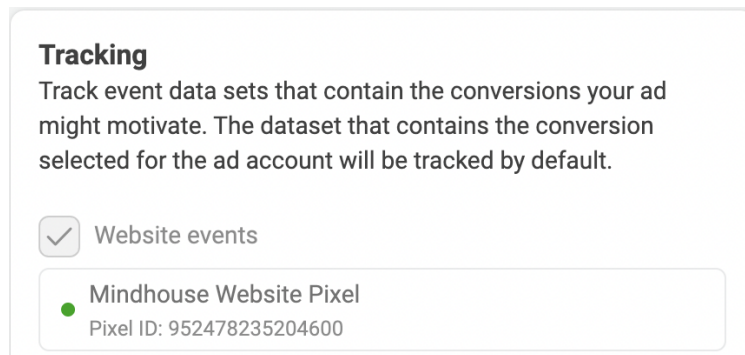 Tracking
Track event data sets that contain the conversions your ad
might motivate. The dataset that contains the conversion
selected for the ad account will be tracked by default.
Website events
Mindhouse Website Pixel
Pixel ID: 952478235204600